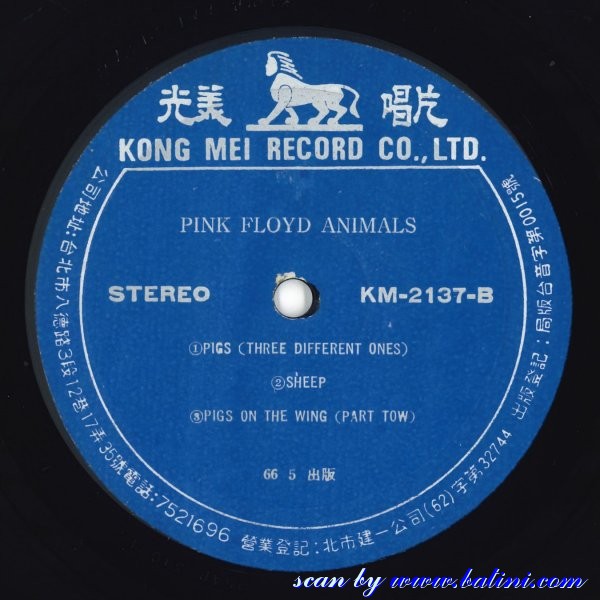 光美 唱片
KONG MEI RECORD CO.,LTD.
PINK FLOYD ANIMALS
STEREO
KM-2137-B
①PIGS (THREE DIFFERENT ONES)
②SHEEP
③PIGS ON THE WING (PART TOW)
66 5 出版
公司地址:台北市八德路3段12巷17弄35號電話:7521696
營業登記:北市建一公司(62)字第32744
出版登記:局版台音字第0015號
scan by www.batini.com